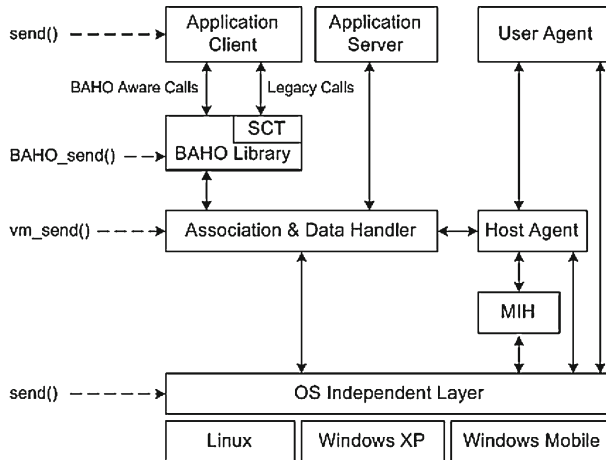 send()
Application
Client
Application
Server
User Agent
BAHO Aware Calls
Legacy Calls
SCT
BAHO_send()
BAHO Library
vm_send()
Association & Data Handler
Host Agent
MIH
send()
OS Independent Layer
Linux
Windows XP
Windows Mobile